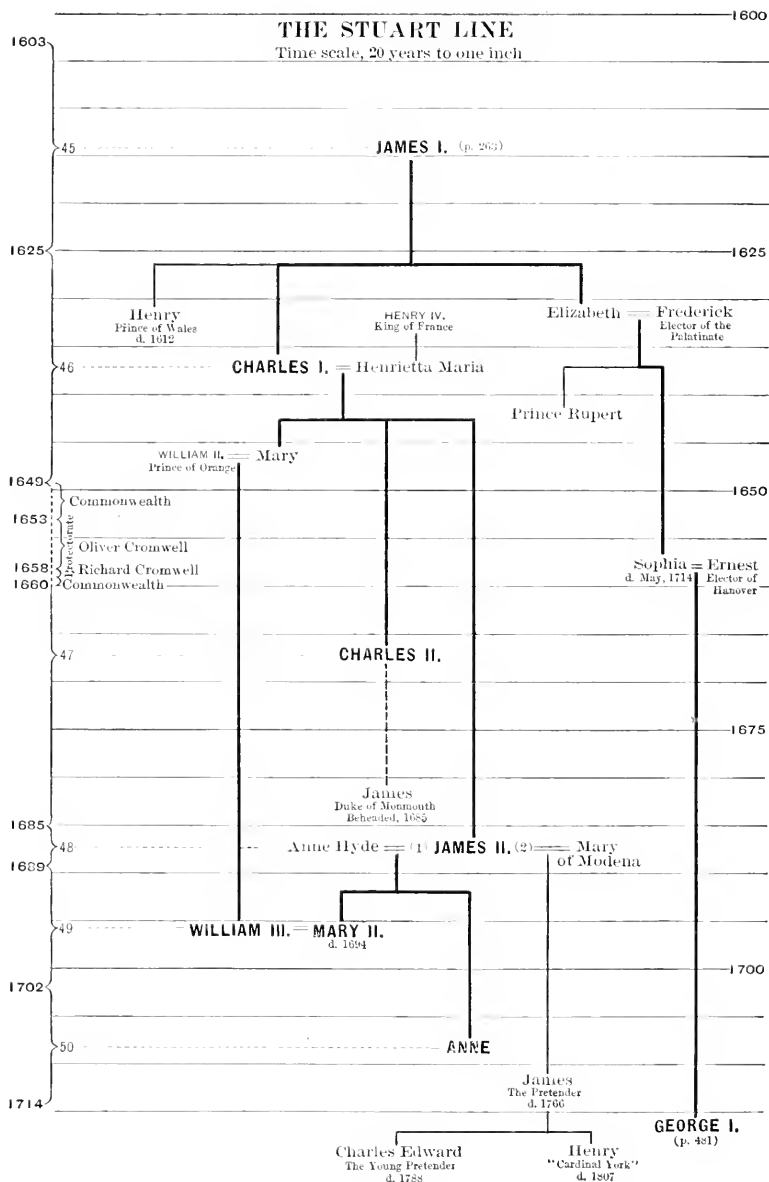 1600
THE STUART LINE
1603
Time scale, 20 years to one inch
45 JAMES I. (p. 263)
1625 1625
Henry
Prince of Wales
d. 1612
HENRY IV.
King of France
Elizabeth = Frederick
Elector of the
Palatinate
46 CHARLES I. = Henrietta Maria
Prince Rupert
WILLIAM II. = Mary
Prince of Orange
1649
1650
Commonwealth
1653
Protectorate
Oliver Cromwell
1658 Richard Cromwell
1660 Commonwealth
Sophia = Ernest
d. May, 1714 Elector of
Hanover
47 CHARLES II.
1675
James
Duke of Monmouth
Beheaded, 1685
1685
48 Anne Hyde = (1) JAMES II. (2) = Mary
of Modena
1689
49 WILLIAM III. = MARY II.
d. 1694
1700
1702
50 ANNE
James
The Pretender
d. 1766
1714
GEORGE I.
(p. 481)
Charles Edward
The Young Pretender
d. 1788
Henry
"Cardinal York"
d. 1807